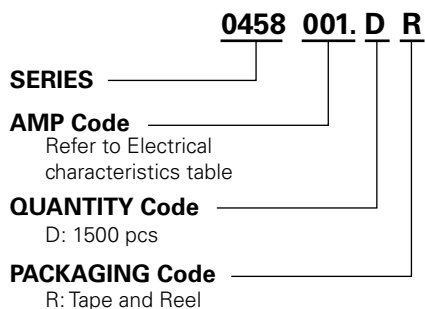 0458 001. D R
SERIES
AMP Code
Refer to Electrical
characteristics table
QUANTITY Code
D: 1500 pcs
PACKAGING Code
R: Tape and Reel